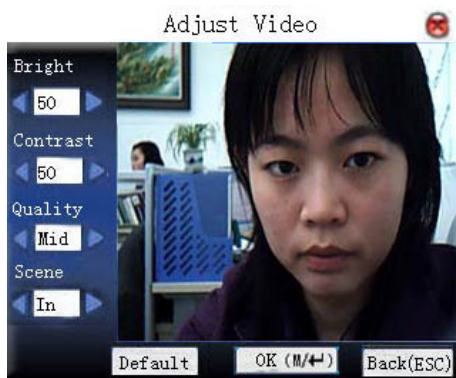 Adjust Video
Bright
50
Contrast
50
Quality
Mid
Scene
In
Default
OK (M/↵)
Back(ESC)